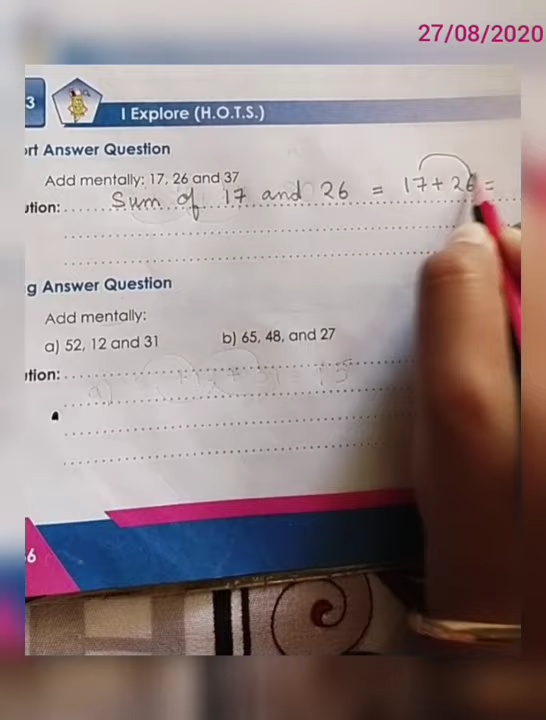 27/08/2020
3
I Explore (H.O.T.S.)
rt Answer Question
Add mentally: 17, 26 and 37
ution: Sum of 17 and 26 = 17 + 26 =
g Answer Question
Add mentally:
a) 52, 12 and 31 b) 65, 48, and 27
tion:
a)
6